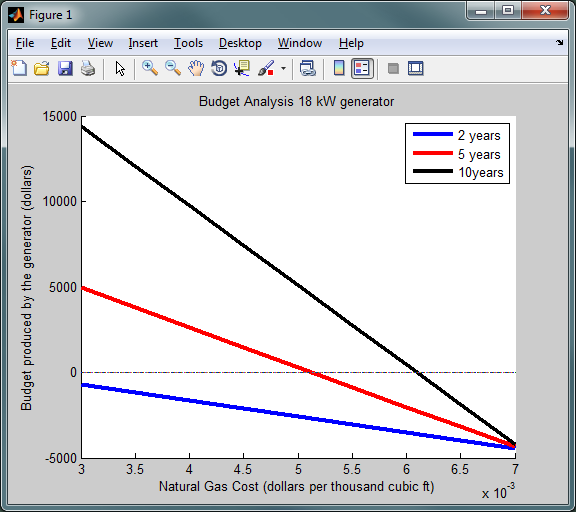 Figure 1
File Edit View Insert Tools Desktop Window Help
Budget Analysis 18 kW generator
2 years
5 years
10years
Budget produced by the generator (dollars)
15000
10000
5000
0
-5000
3 3.5 4 4.5 5 5.5 6 6.5 7
Natural Gas Cost (dollars per thousand cubic ft)
x 10-3